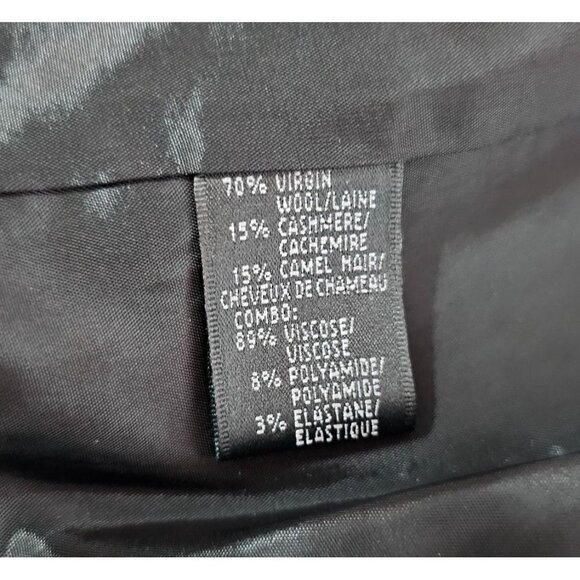 70% VIRGIN
WOOL/LAINE
15% CASHMERE/
CACHEMIRE
15% CAMEL HAIR/
CHEVEUX DE CHAMEAU
COMBO:
89% VISCOSE/
VISCOSE
8% POLYAMIDE/
POLYAMIDE
3% ELASTANE/
ELASTIQUE